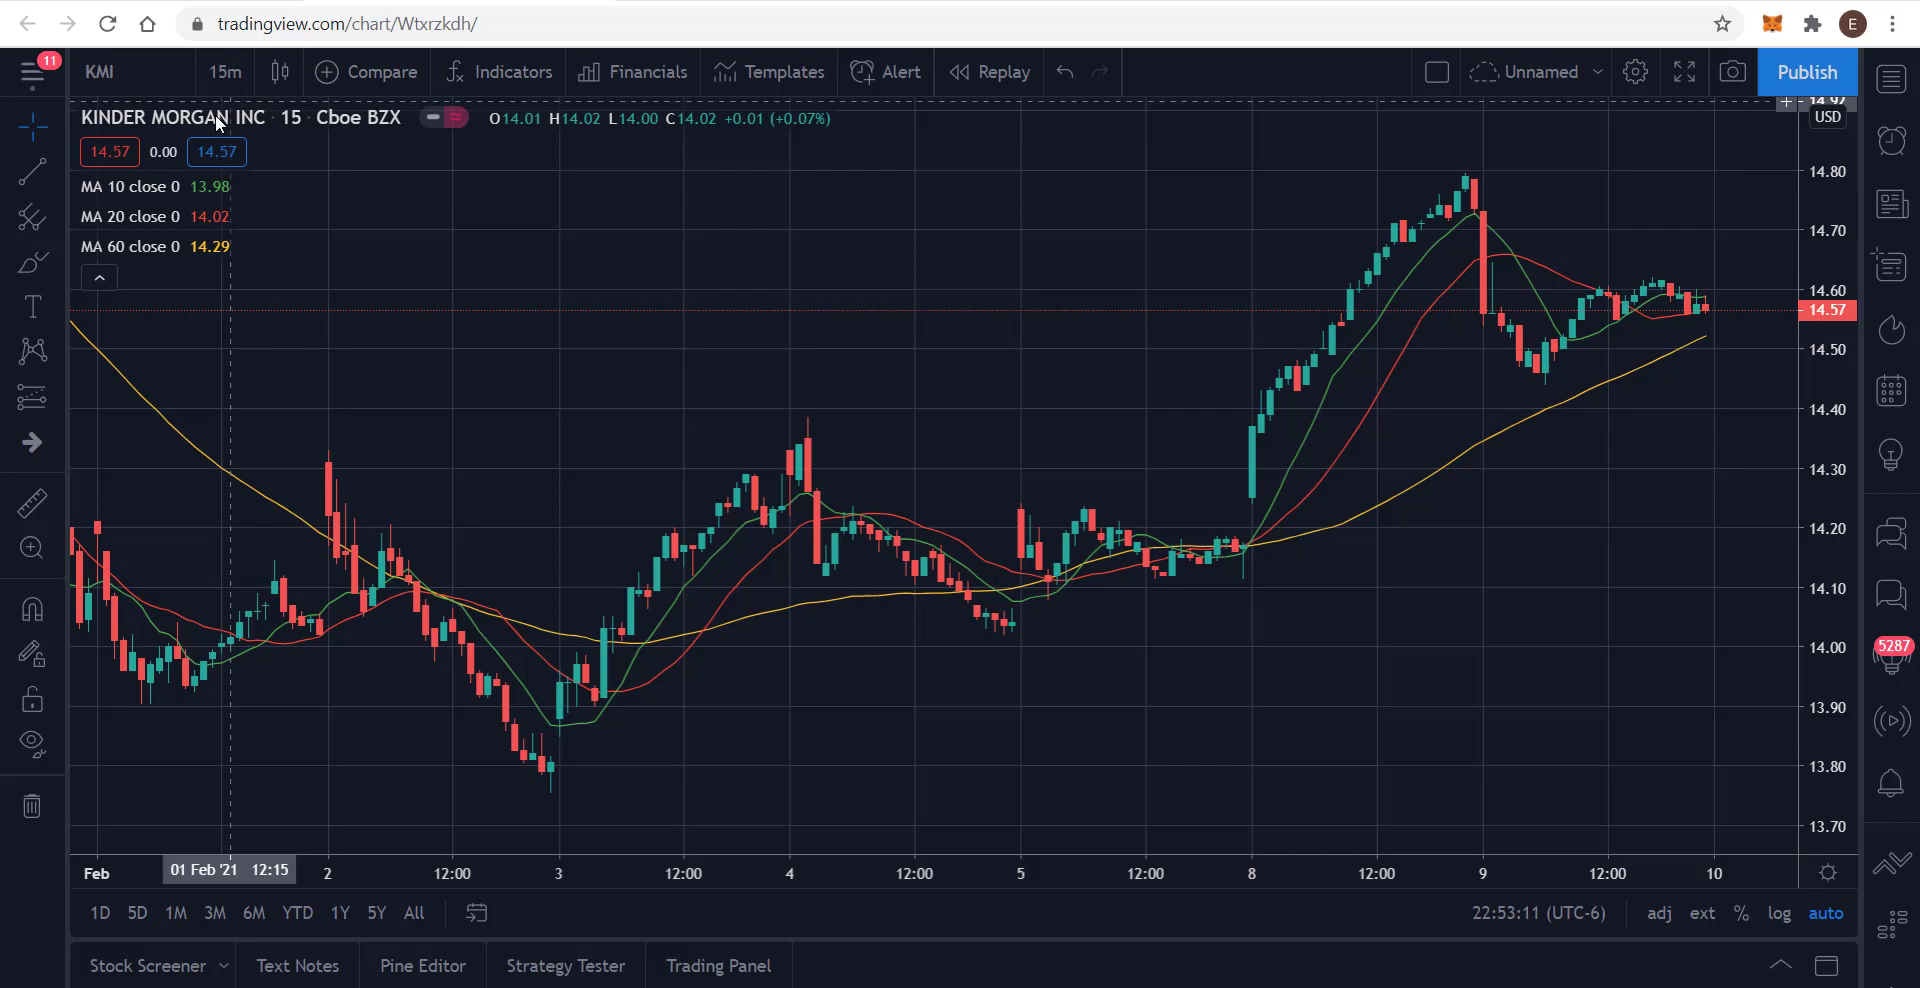 tradingview.com/chart/Wtxrzkdh/
E
11
KMI 15m Compare Indicators Financials Templates Alert Replay Unnamed Publish
KINDER MORGAN INC · 15 · Cboe BZX O14.01 H14.02 L14.00 C14.02 +0.01 (+0.07%)
14.97
USD
14.57 0.00 14.57
MA 10 close 0 13.98
MA 20 close 0 14.02
MA 60 close 0 14.29
14.80
14.70
14.60
14.57
14.50
14.40
14.30
14.20
14.10
14.00
13.90
13.80
13.70
5287
Feb 01 Feb '21 12:15 2 12:00 3 12:00 4 12:00 5 12:00 8 12:00 9 12:00 10
1D 5D 1M 3M 6M YTD 1Y 5Y All 22:53:11 (UTC-6) adj ext % log auto
Stock Screener Text Notes Pine Editor Strategy Tester Trading Panel